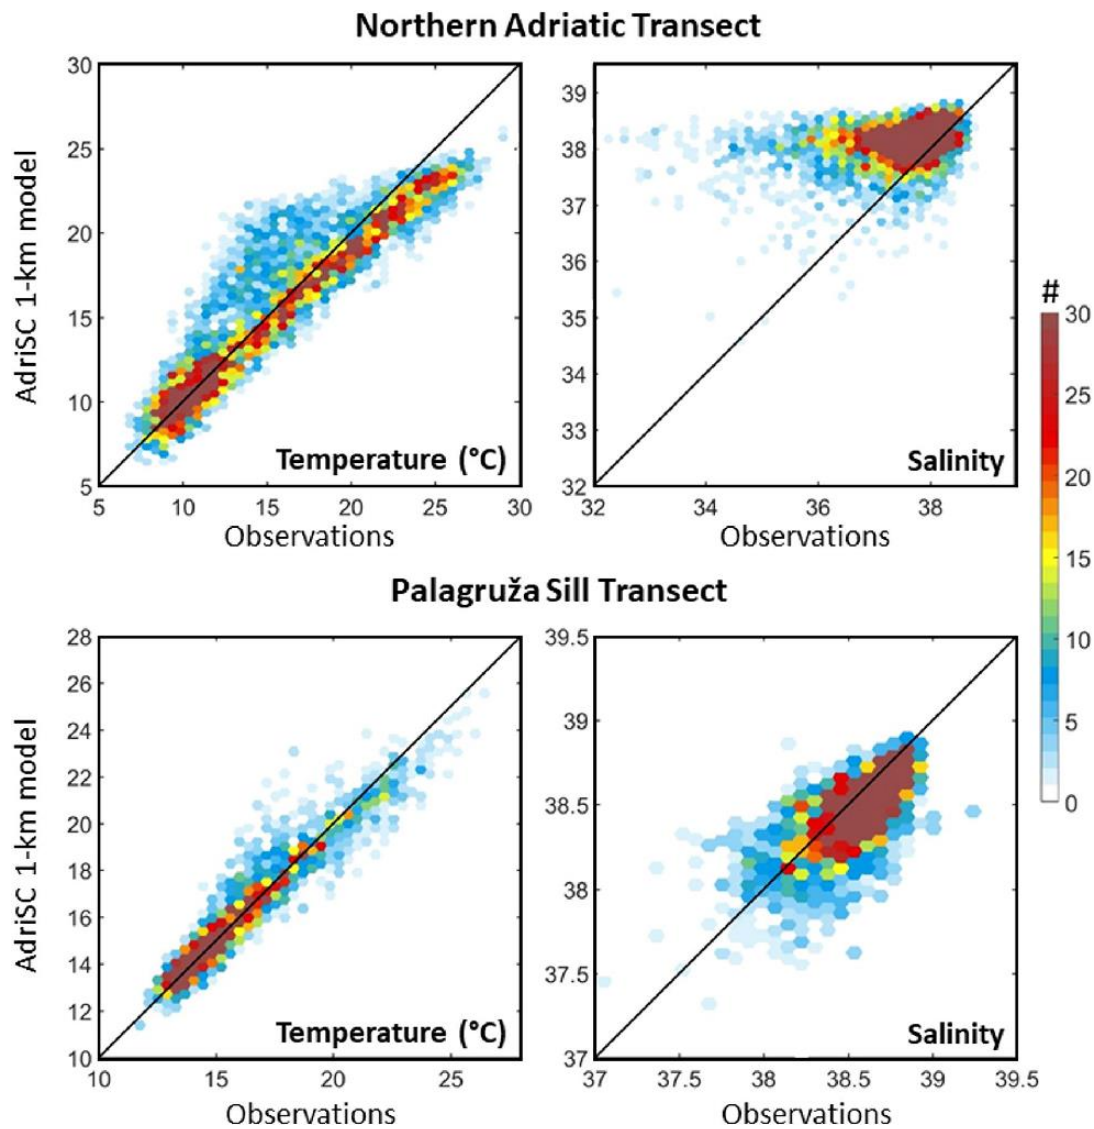 Northern Adriatic Transect
30
25
20
15
10
5
AdriSC 1-km model
Temperature (°C)
5 10 15 20 25 30
Observations
39
38
37
36
35
34
33
32
Salinity
32 34 36 38
Observations
#
30
25
20
15
10
5
0
Palagruža Sill Transect
28
26
24
22
20
18
16
14
12
10
AdriSC 1-km model
Temperature (°C)
10 15 20 25
Observations
39.5
39
38.5
38
37.5
37
Salinity
37 37.5 38 38.5 39 39.5
Observations